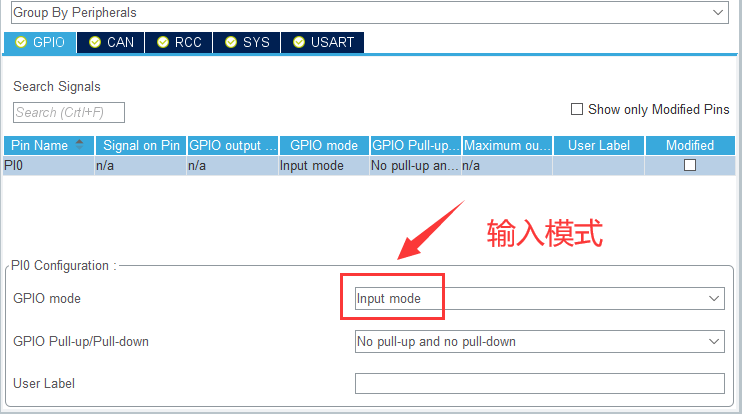 Group By Peripherals
GPIO CAN RCC SYS USART
Search Signals
Search (Crtl+F)
Show only Modified Pins
Pin Name Signal on Pin GPIO output ... GPIO mode GPIO Pull-up... Maximum ou... User Label Modified
PI0 n/a n/a Input mode No pull-up an... n/a
输入模式
PI0 Configuration :
GPIO mode Input mode
GPIO Pull-up/Pull-down No pull-up and no pull-down
User Label